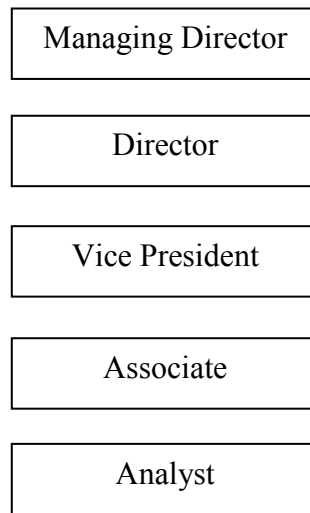 Managing Director
Director
Vice President
Associate
Analyst